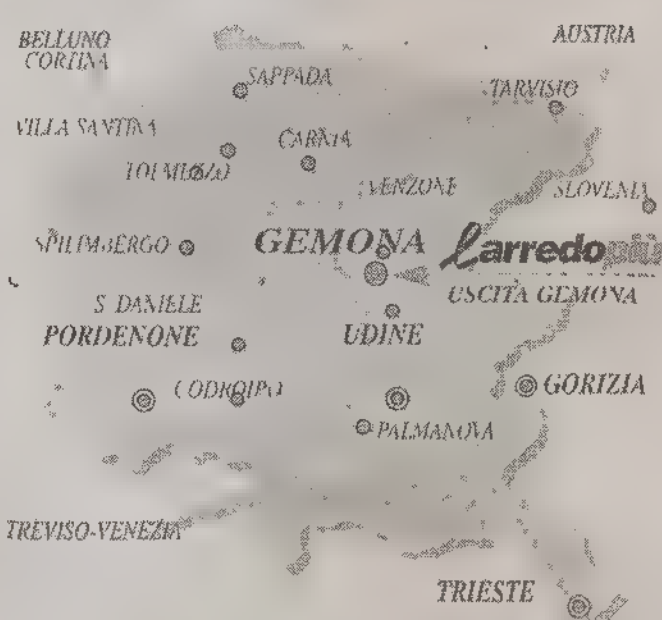 BELLUNO
CORTINA
AUSTRIA
SAPPADA
TARVISIO
VILLA SANTINA
CARNIA
TOLMEZZO
VENZONE
SLOVENIA
SPILIMBERGO
GEMONA
Larredopiù
USCITA GEMONA
S. DANIELE
PORDENONE
UDINE
CODROIPO
GORIZIA
PALMANOVA
TREVISO-VENEZIA
TRIESTE